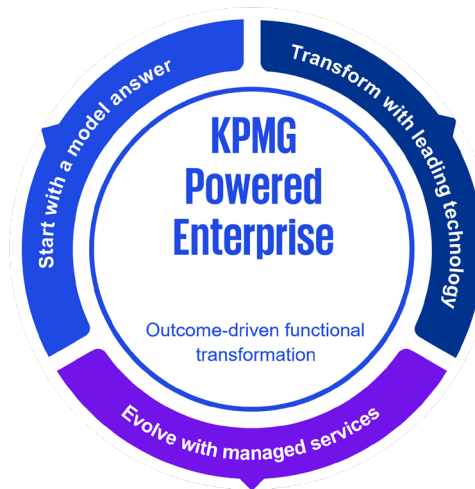 Start with a model answer
Transform with leading technology
KPMG
Powered
Enterprise
Outcome-driven functional
transformation
Evolve with managed services